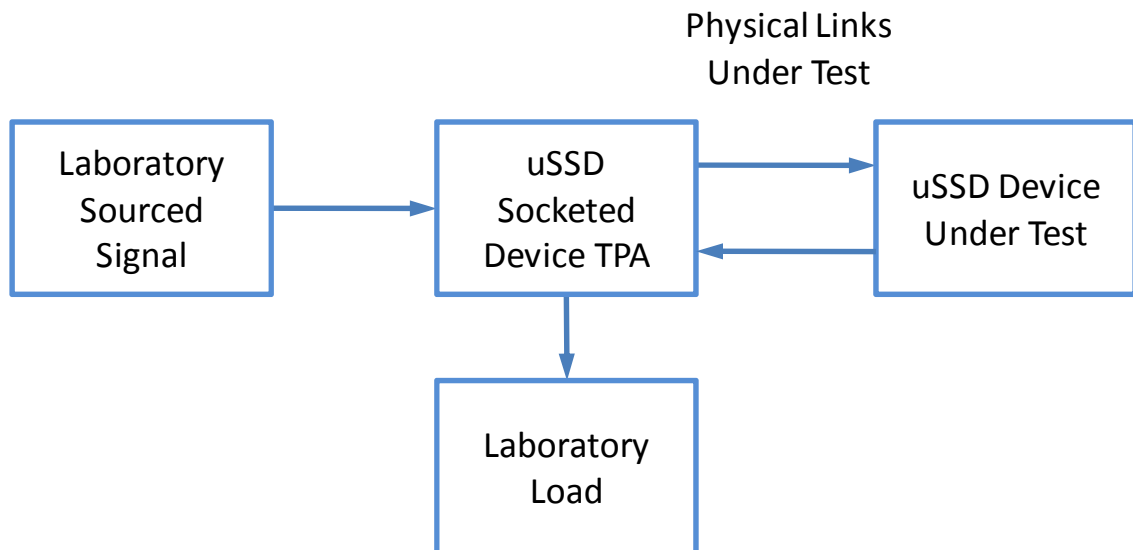 Physical Links
Under Test
Laboratory
Sourced
Signal
uSSD
Socketed
Device TPA
uSSD Device
Under Test
Laboratory
Load